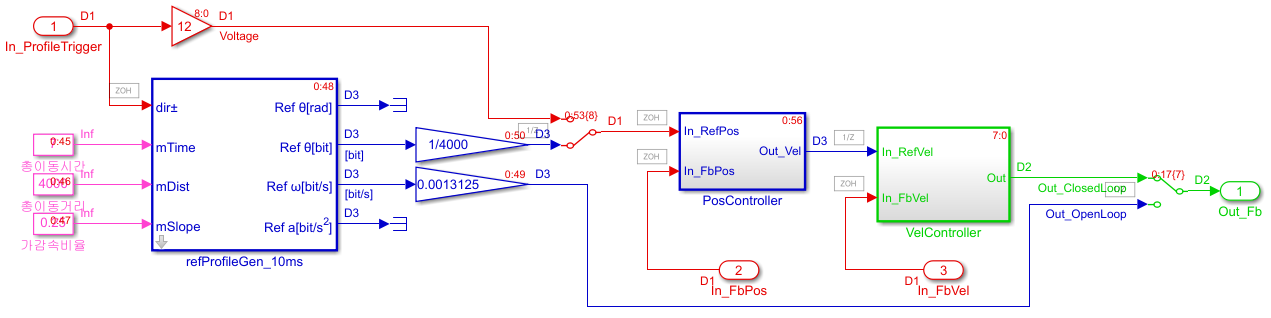 D1
8:0
D1
1
12
In_ProfileTrigger
Voltage
ZOH
0:48
D3
dir±
Ref θ[rad]
D3
mTime
Ref θ[bit]
[bit]
D3
mDist
Ref ω[bit/s]
[bit/s]
D3
mSlope
Ref a[bit/s²]
refProfileGen_10ms
Inf
0:45
총이동시간
Inf
0:46
총이동거리
Inf
0:47
0.25
가감속비율
1/4000
0:50
D3
0.0013125
0:49
D3
0:53{8}
1/Z
D1
ZOH
ZOH
0:56
In_RefPos
Out_Vel
In_FbPos
PosController
D3
1/Z
ZOH
7:0
In_RefVel
Out
In_FbVel
VelController
D2
Out_ClosedLoop
0:17{7}
Out_OpenLoop
D2
1
Out_Fb
2
D1
In_FbPos
3
D1
In_FbVel